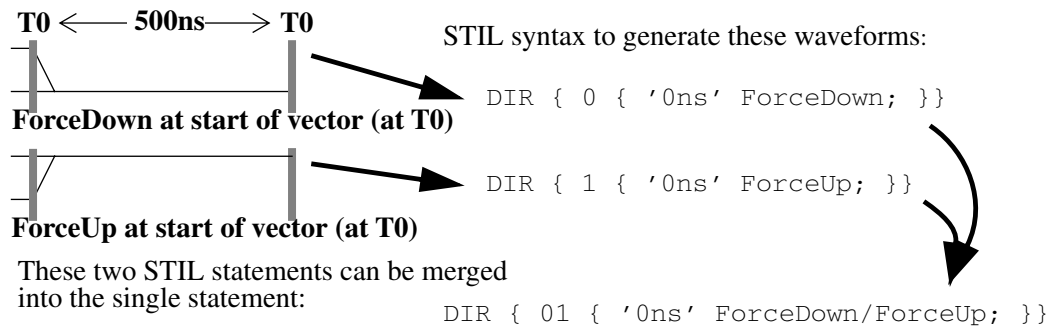 T0 500ns T0
STIL syntax to generate these waveforms:
DIR { 0 { '0ns' ForceDown; }}
ForceDown at start of vector (at T0)
DIR { 1 { '0ns' ForceUp; }}
ForceUp at start of vector (at T0)
These two STIL statements can be merged
into the single statement:
DIR { 01 { '0ns' ForceDown/ForceUp; }}